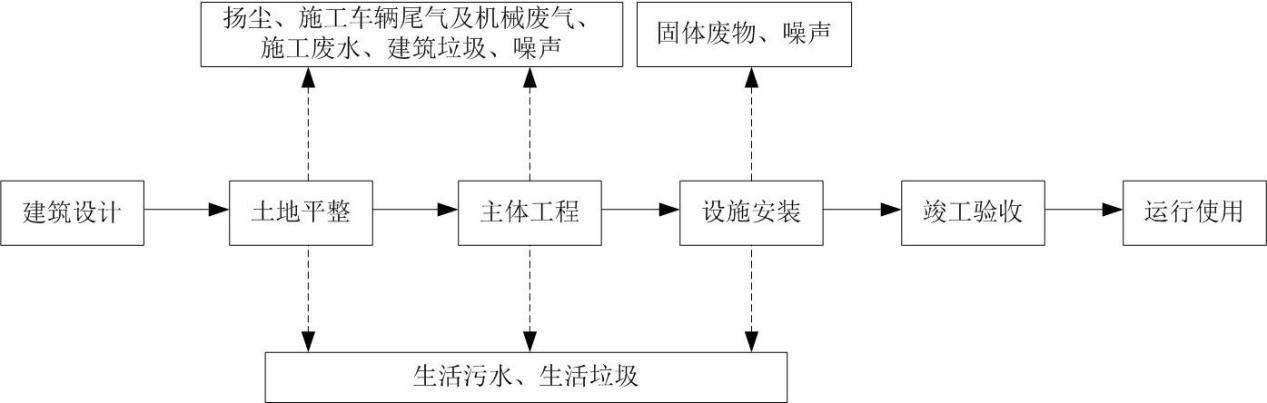 扬尘、施工车辆尾气及机械废气、
施工废水、建筑垃圾、噪声
固体废物、噪声
建筑设计
土地平整
主体工程
设施安装
竣工验收
运行使用
生活污水、生活垃圾